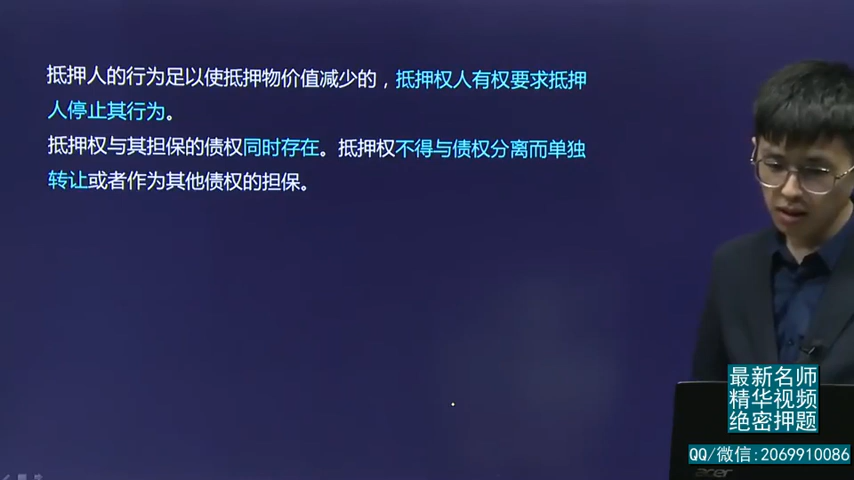 抵押人的行为足以使抵押物价值减少的，抵押权人有权要求抵押
人停止其行为。
抵押权与其担保的债权同时存在。抵押权不得与债权分离而单独
转让或者作为其他债权的担保。
最新名师
精华视频
绝密押题
QQ/微信:2069910086
acer